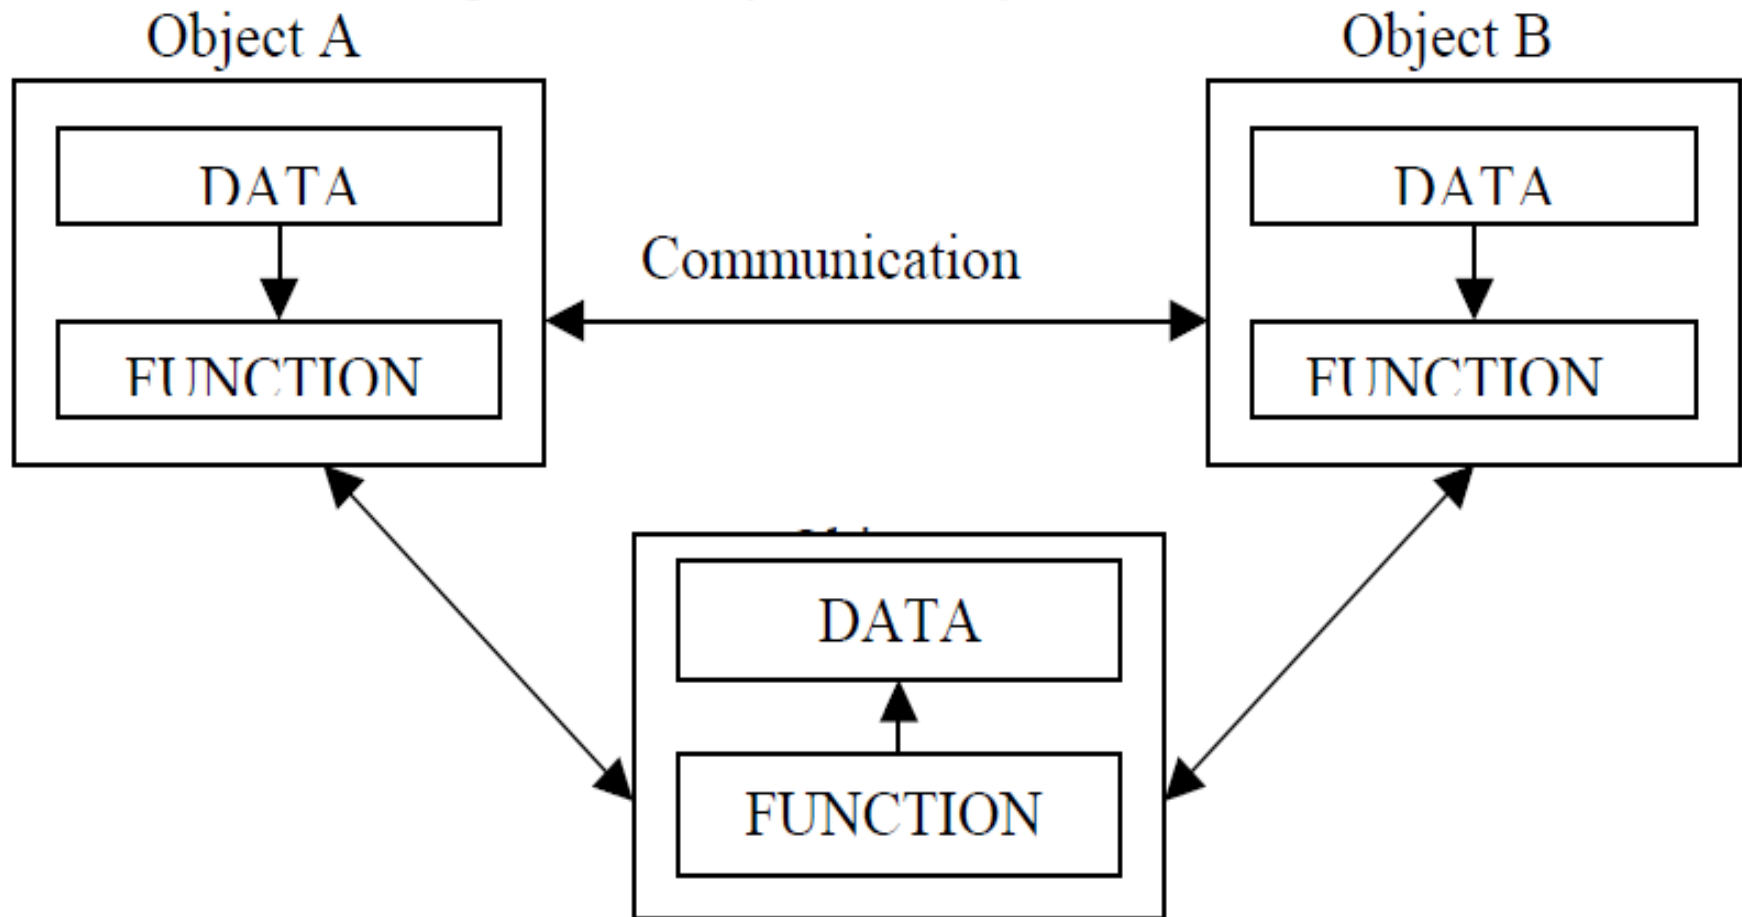 Object A
Object B
DATA
DATA
Communication
FUNCTION
FUNCTION
DATA
FUNCTION